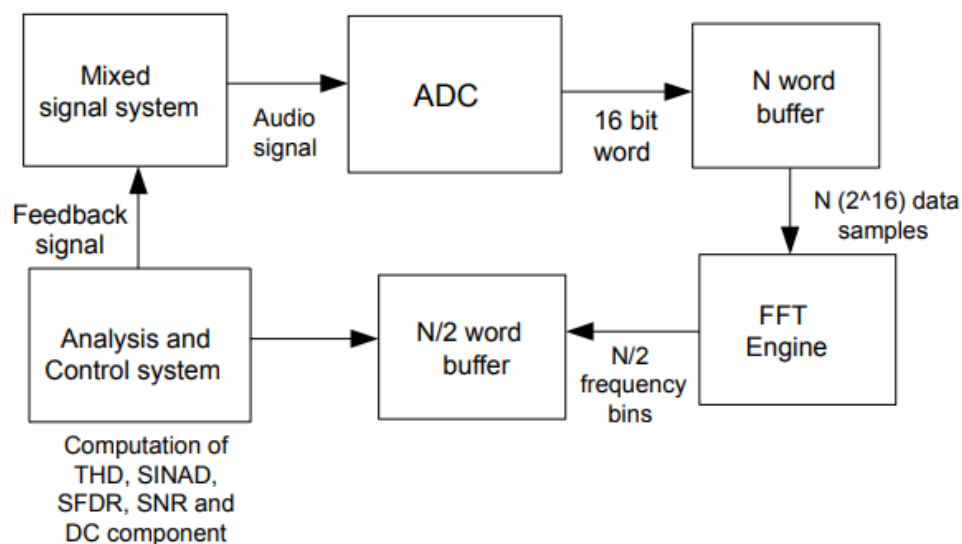 Mixed
signal system
Audio
signal
ADC
16 bit
word
N word
buffer
N (2^16) data
samples
Feedback
signal
Analysis and
Control system
N/2 word
buffer
N/2
frequency
bins
FFT
Engine
Computation of
THD, SINAD,
SFDR, SNR and
DC component